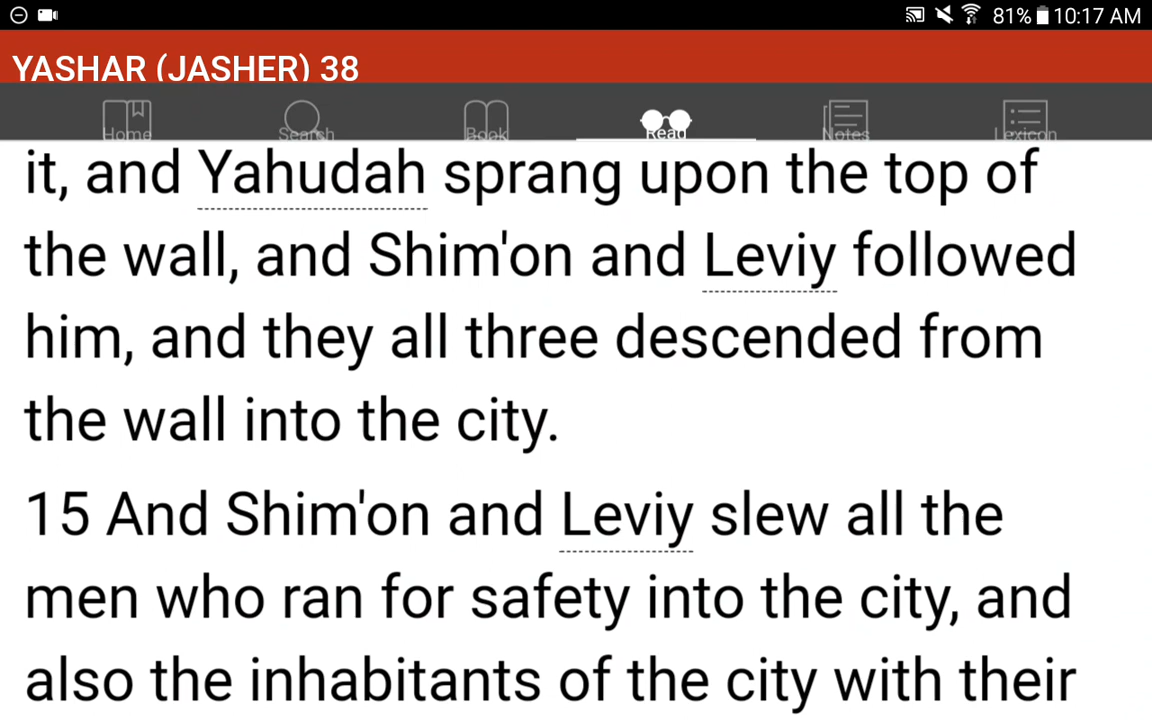 81% 10:17 AM
YASHAR (JASHER) 38
Home Search Book Read Notes Lexicon
it, and Yahudah sprang upon the top of
the wall, and Shim'on and Leviy followed
him, and they all three descended from
the wall into the city.
15 And Shim'on and Leviy slew all the
men who ran for safety into the city, and
also the inhabitants of the city with their